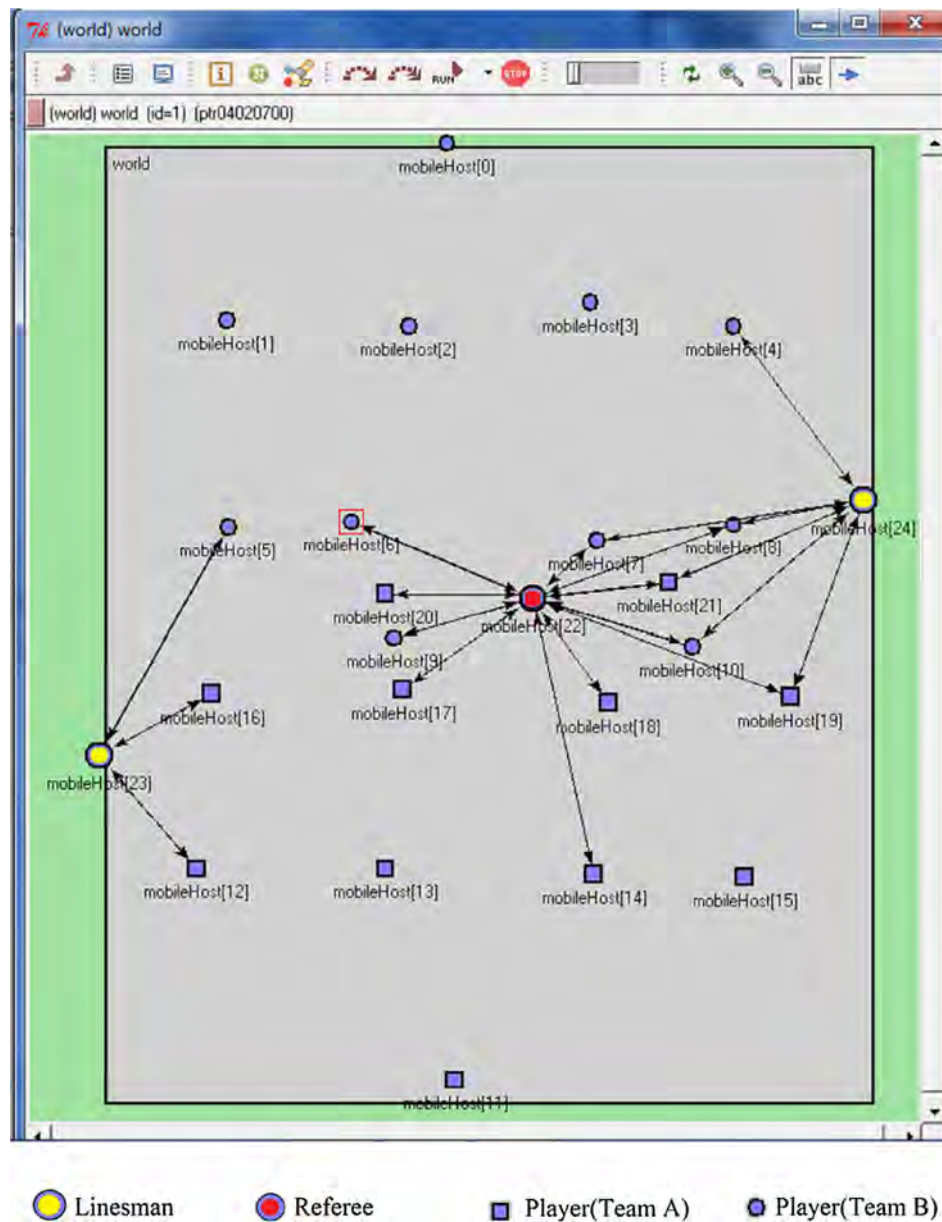 (world) world
RUN
STOP
abc
(world) world (id=1) (ptr04020700)
world
mobileHost[0]
mobileHost[3]
mobileHost[1]
mobileHost[2]
mobileHost[4]
mobileHost[24]
mobileHost[6]
mobileHost[5]
mobileHost[8]
mobileHost[7]
mobileHost[21]
mobileHost[20]
mobileHost[22]
mobileHost[9]
mobileHost[10]
mobileHost[17]
mobileHost[16]
mobileHost[19]
mobileHost[18]
mobileHost[23]
mobileHost[12]
mobileHost[13]
mobileHost[14]
mobileHost[15]
mobileHost[11]
Linesman Referee Player(Team A) Player(Team B)